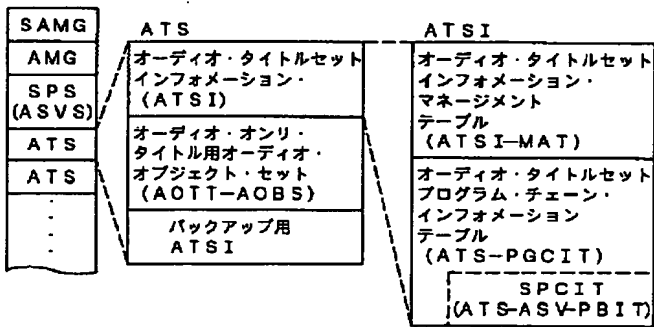 SAMG
AMG
SPS
(ASVS)
ATS
ATS
ATS
オーディオ・タイトルセット
インフォメーション・
(ATSI)
オーディオ・オンリ・
タイトル用オーディオ・
オブジェクト・セット
(AOTT-AOBS)
バックアップ用
ATSI
ATSI
オーディオ・タイトルセット
インフォメーション・
マネージメント
テーブル
(ATSI-MAT)
オーディオ・タイトルセット
プログラム・チェーン・
インフォメーション
テーブル
(ATS-PGCIT)
SPCIT
(ATS-ASV-PBIT)